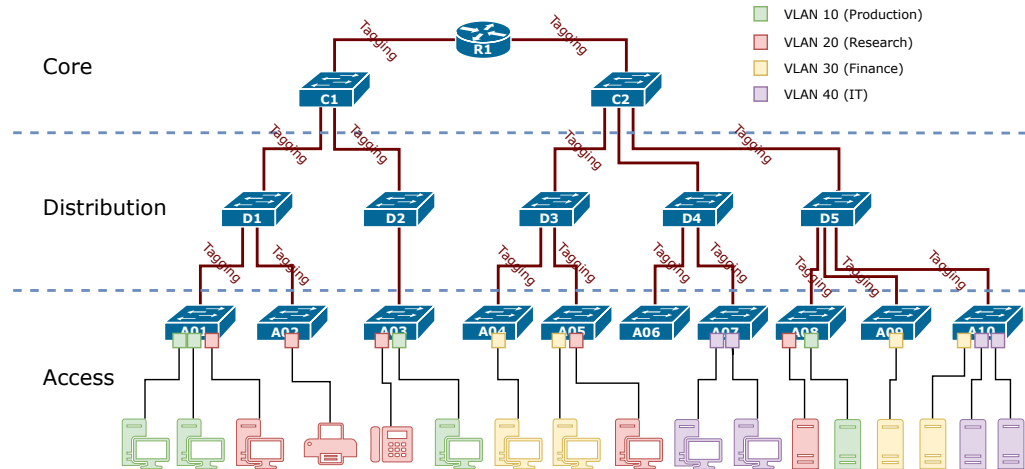 VLAN 10 (Production)
VLAN 20 (Research)
VLAN 30 (Finance)
VLAN 40 (IT)
Core
Tagging
R1
Tagging
C1
C2
Tagging
Tagging
Tagging
Tagging
Distribution
D1
D2
D3
D4
D5
Tagging
Tagging
Tagging
Tagging
Tagging
Tagging
Tagging
Tagging
A01
A02
A03
A04
A05
A06
A07
A08
A09
A10
Access